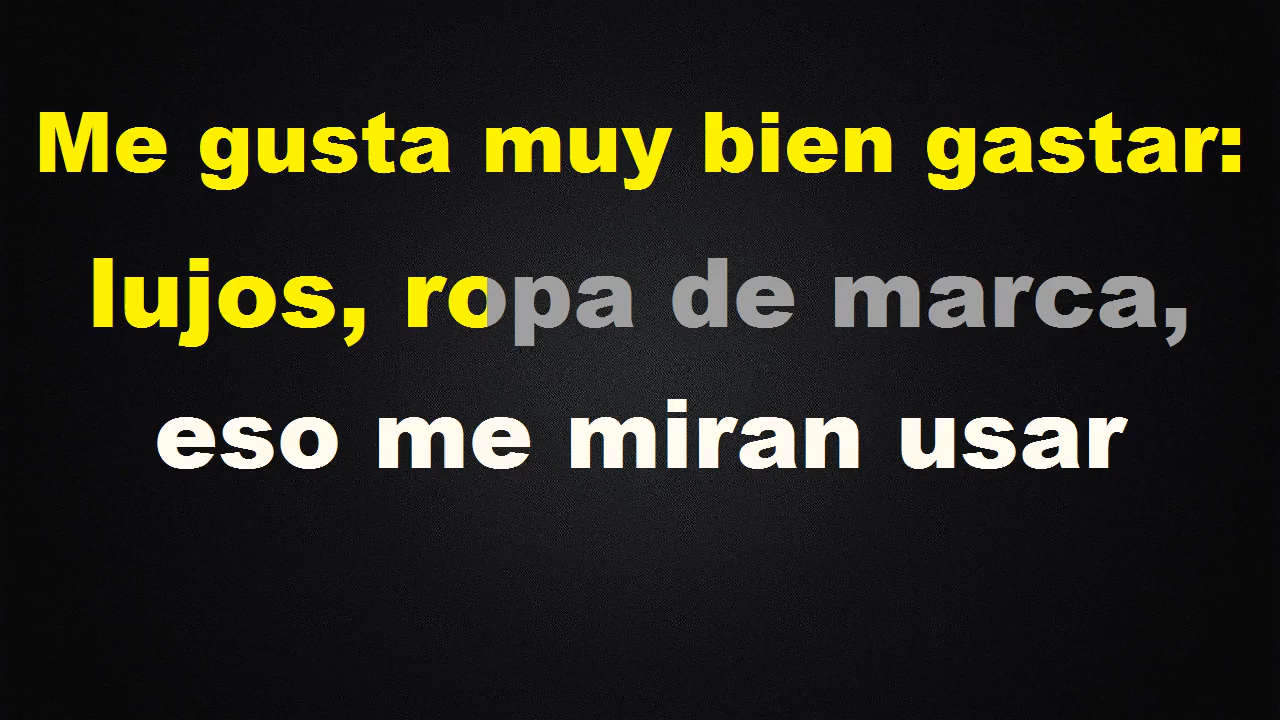 Me gusta muy bien gastar:
lujos, ropa de marca,
eso me miran usar